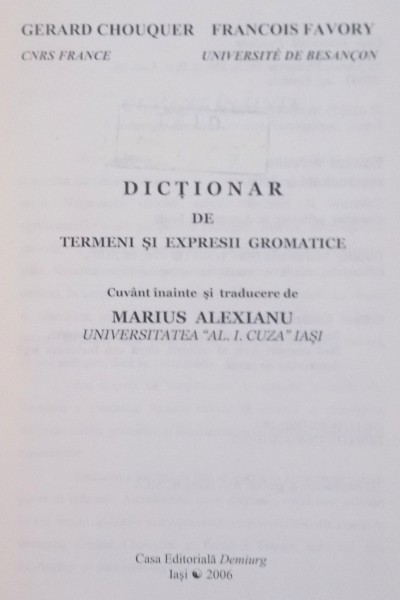 GERARD CHOUQUER FRANCOIS FAVORY
CNRS FRANCE UNIVERSITÉ DE BESANÇON
DICȚIONAR
DE
TERMENI ȘI EXPRESII GROMATICE
Cuvânt înainte și traducere de
MARIUS ALEXIANU
UNIVERSITATEA "AL. I. CUZA" IAȘI
Casa Editorială Demiurg
Iași ☯ 2006